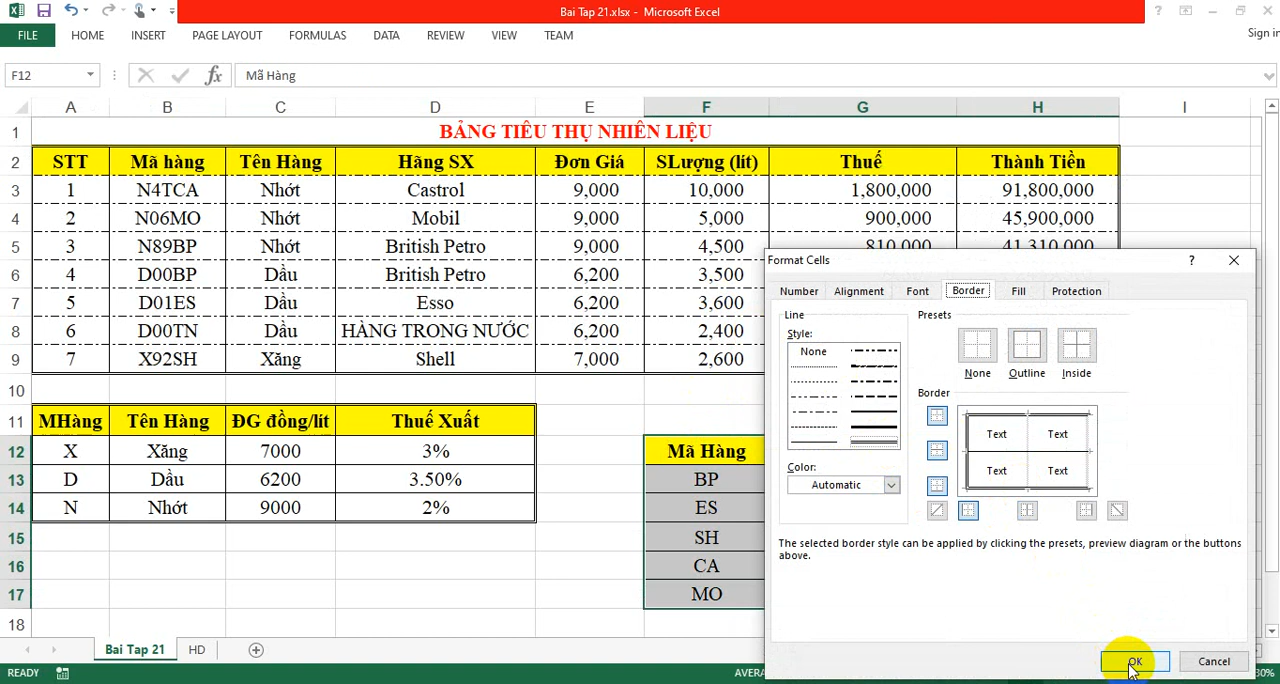 Bai Tap 21.xlsx - Microsoft Excel
?
FILE HOME INSERT PAGE LAYOUT FORMULAS DATA REVIEW VIEW TEAM
Sign in
F12 fx Mã Hàng
A B C D E F G H I
1 BẢNG TIÊU THỤ NHIÊN LIỆU
2 STT Mã hàng Tên Hàng Hãng SX Đơn Giá SLượng (lít) Thuế Thành Tiền
3 1 N4TCA Nhớt Castrol 9,000 10,000 1,800,000 91,800,000
4 2 N06MO Nhớt Mobil 9,000 5,000 900,000 45,900,000
5 3 N89BP Nhớt British Petro 9,000 4,500 810,000 41,310,000
6 4 D00BP Dầu British Petro 6,200 3,500
7 5 D01ES Dầu Esso 6,200 3,600
8 6 D00TN Dầu HÀNG TRONG NƯỚC 6,200 2,400
9 7 X92SH Xăng Shell 7,000 2,600
10
11 MHàng Tên Hàng ĐG đồng/lít Thuế Xuất
12 X Xăng 7000 3% Mã Hàng
13 D Dầu 6200 3.50% BP
14 N Nhớt 9000 2% ES
15 SH
16 CA
17 MO
18
Format Cells ?
Number Alignment Font Border Fill Protection
Line
Style:
None
Color:
Automatic
Presets
None Outline Inside
Border
Text Text
Text Text
The selected border style can be applied by clicking the presets, preview diagram or the buttons
above.
OK Cancel
Bai Tap 21 HD
READY